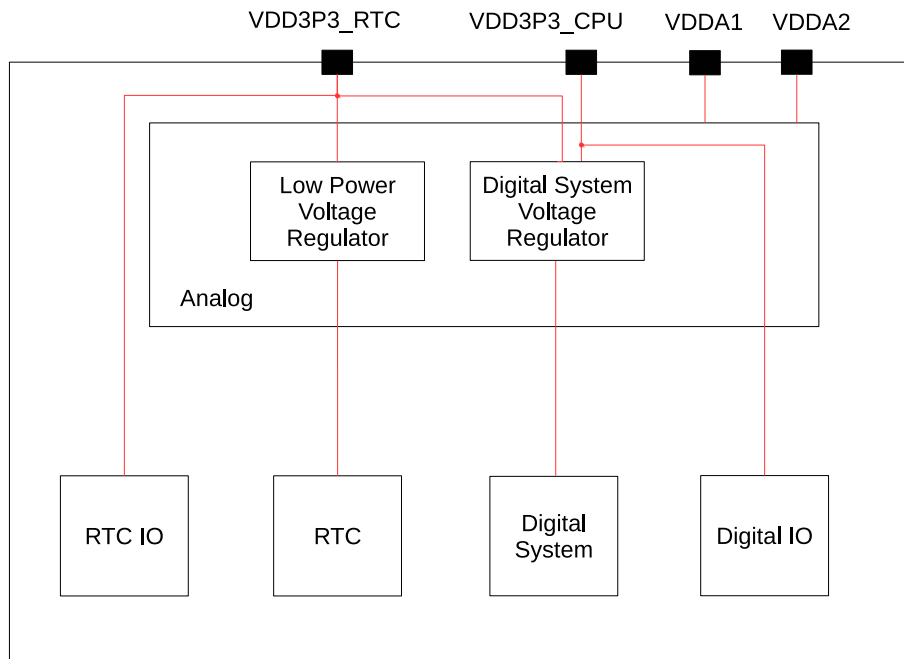 VDD3P3_RTC
VDD3P3_CPU
VDDA1
VDDA2
Low Power
Voltage
Regulator
Digital System
Voltage
Regulator
Analog
RTC IO
RTC
Digital
System
Digital IO